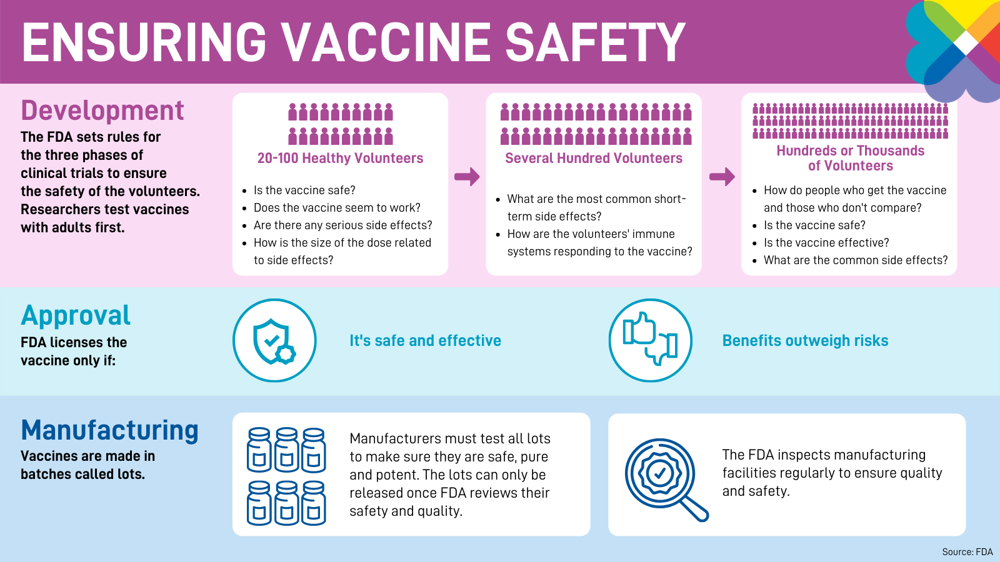 ENSURING VACCINE SAFETY
Development
The FDA sets rules for
the three phases of
clinical trials to ensure
the safety of the volunteers.
Researchers test vaccines
with adults first.
20-100 Healthy Volunteers
• Is the vaccine safe?
• Does the vaccine seem to work?
• Are there any serious side effects?
• How is the size of the dose related
to side effects?
Several Hundred Volunteers
• What are the most common short-
term side effects?
• How are the volunteers' immune
systems responding to the vaccine?
Hundreds or Thousands
of Volunteers
• How do people who get the vaccine
and those who don't compare?
• Is the vaccine safe?
• Is the vaccine effective?
• What are the common side effects?
Approval
FDA licenses the
vaccine only if:
It's safe and effective
Benefits outweigh risks
Manufacturing
Vaccines are made in
batches called lots.
Manufacturers must test all lots
to make sure they are safe, pure
and potent. The lots can only be
released once FDA reviews their
safety and quality.
The FDA inspects manufacturing
facilities regularly to ensure quality
and safety.
Source: FDA